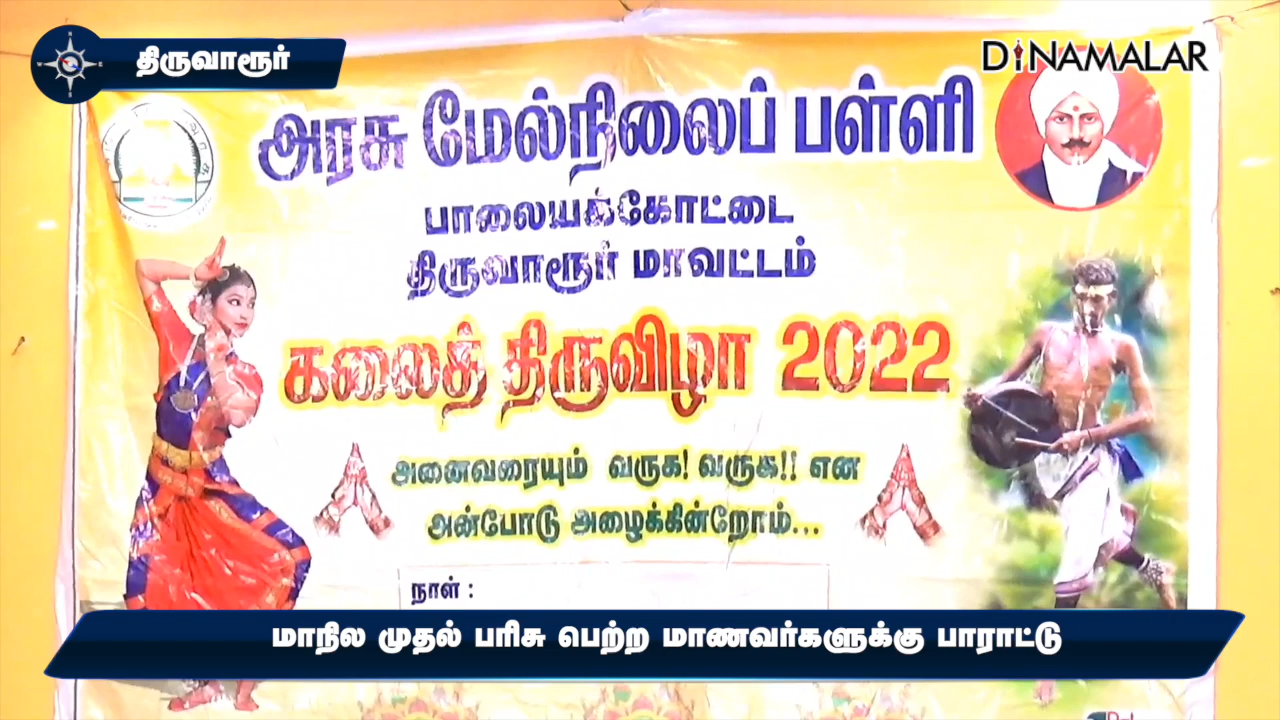 திருவாரூர்
DINAMALAR
அரசு மேல்நிலைப் பள்ளி
பாலையக்கோட்டை
திருவாரூர் மாவட்டம்
கலைத் திருவிழா 2022
அனைவரையும் வருக! வருக!! என
அன்போடு அழைக்கின்றோம்...
நாள் :
மாநில முதல் பரிசு பெற்ற மாணவர்களுக்கு பாராட்டு